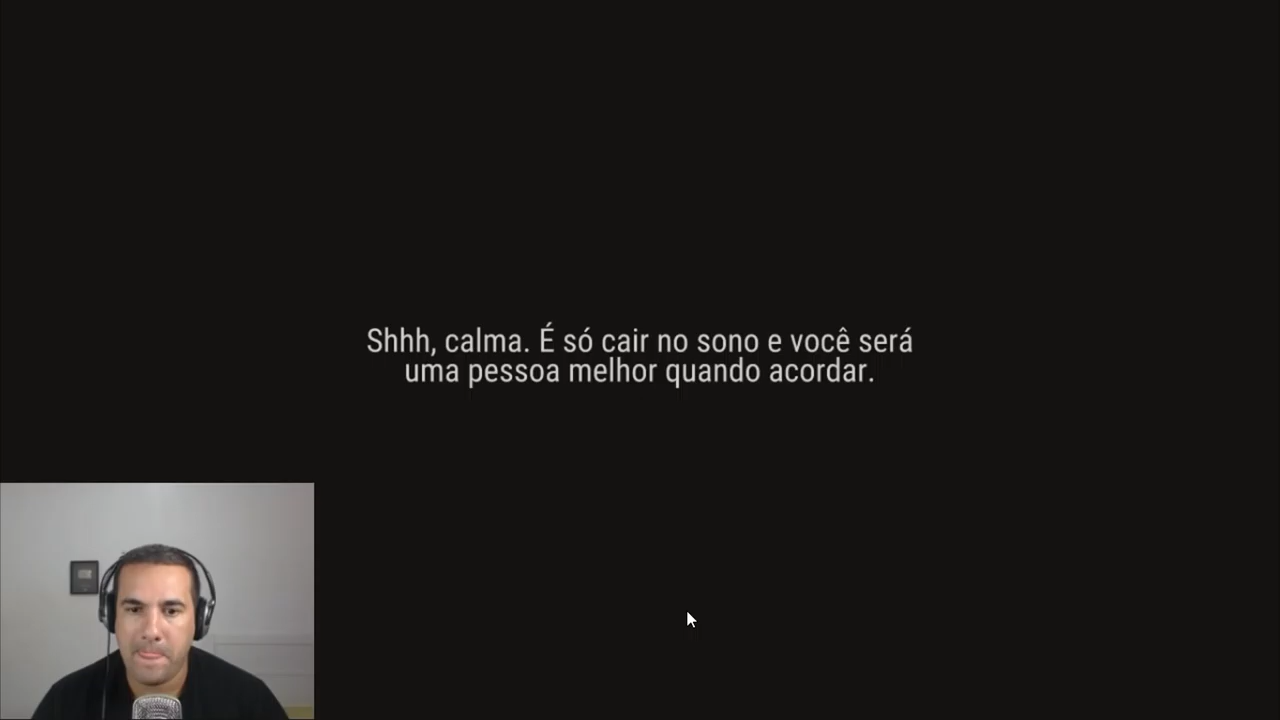 Shhh, calma. É só cair no sono e você será
uma pessoa melhor quando acordar.